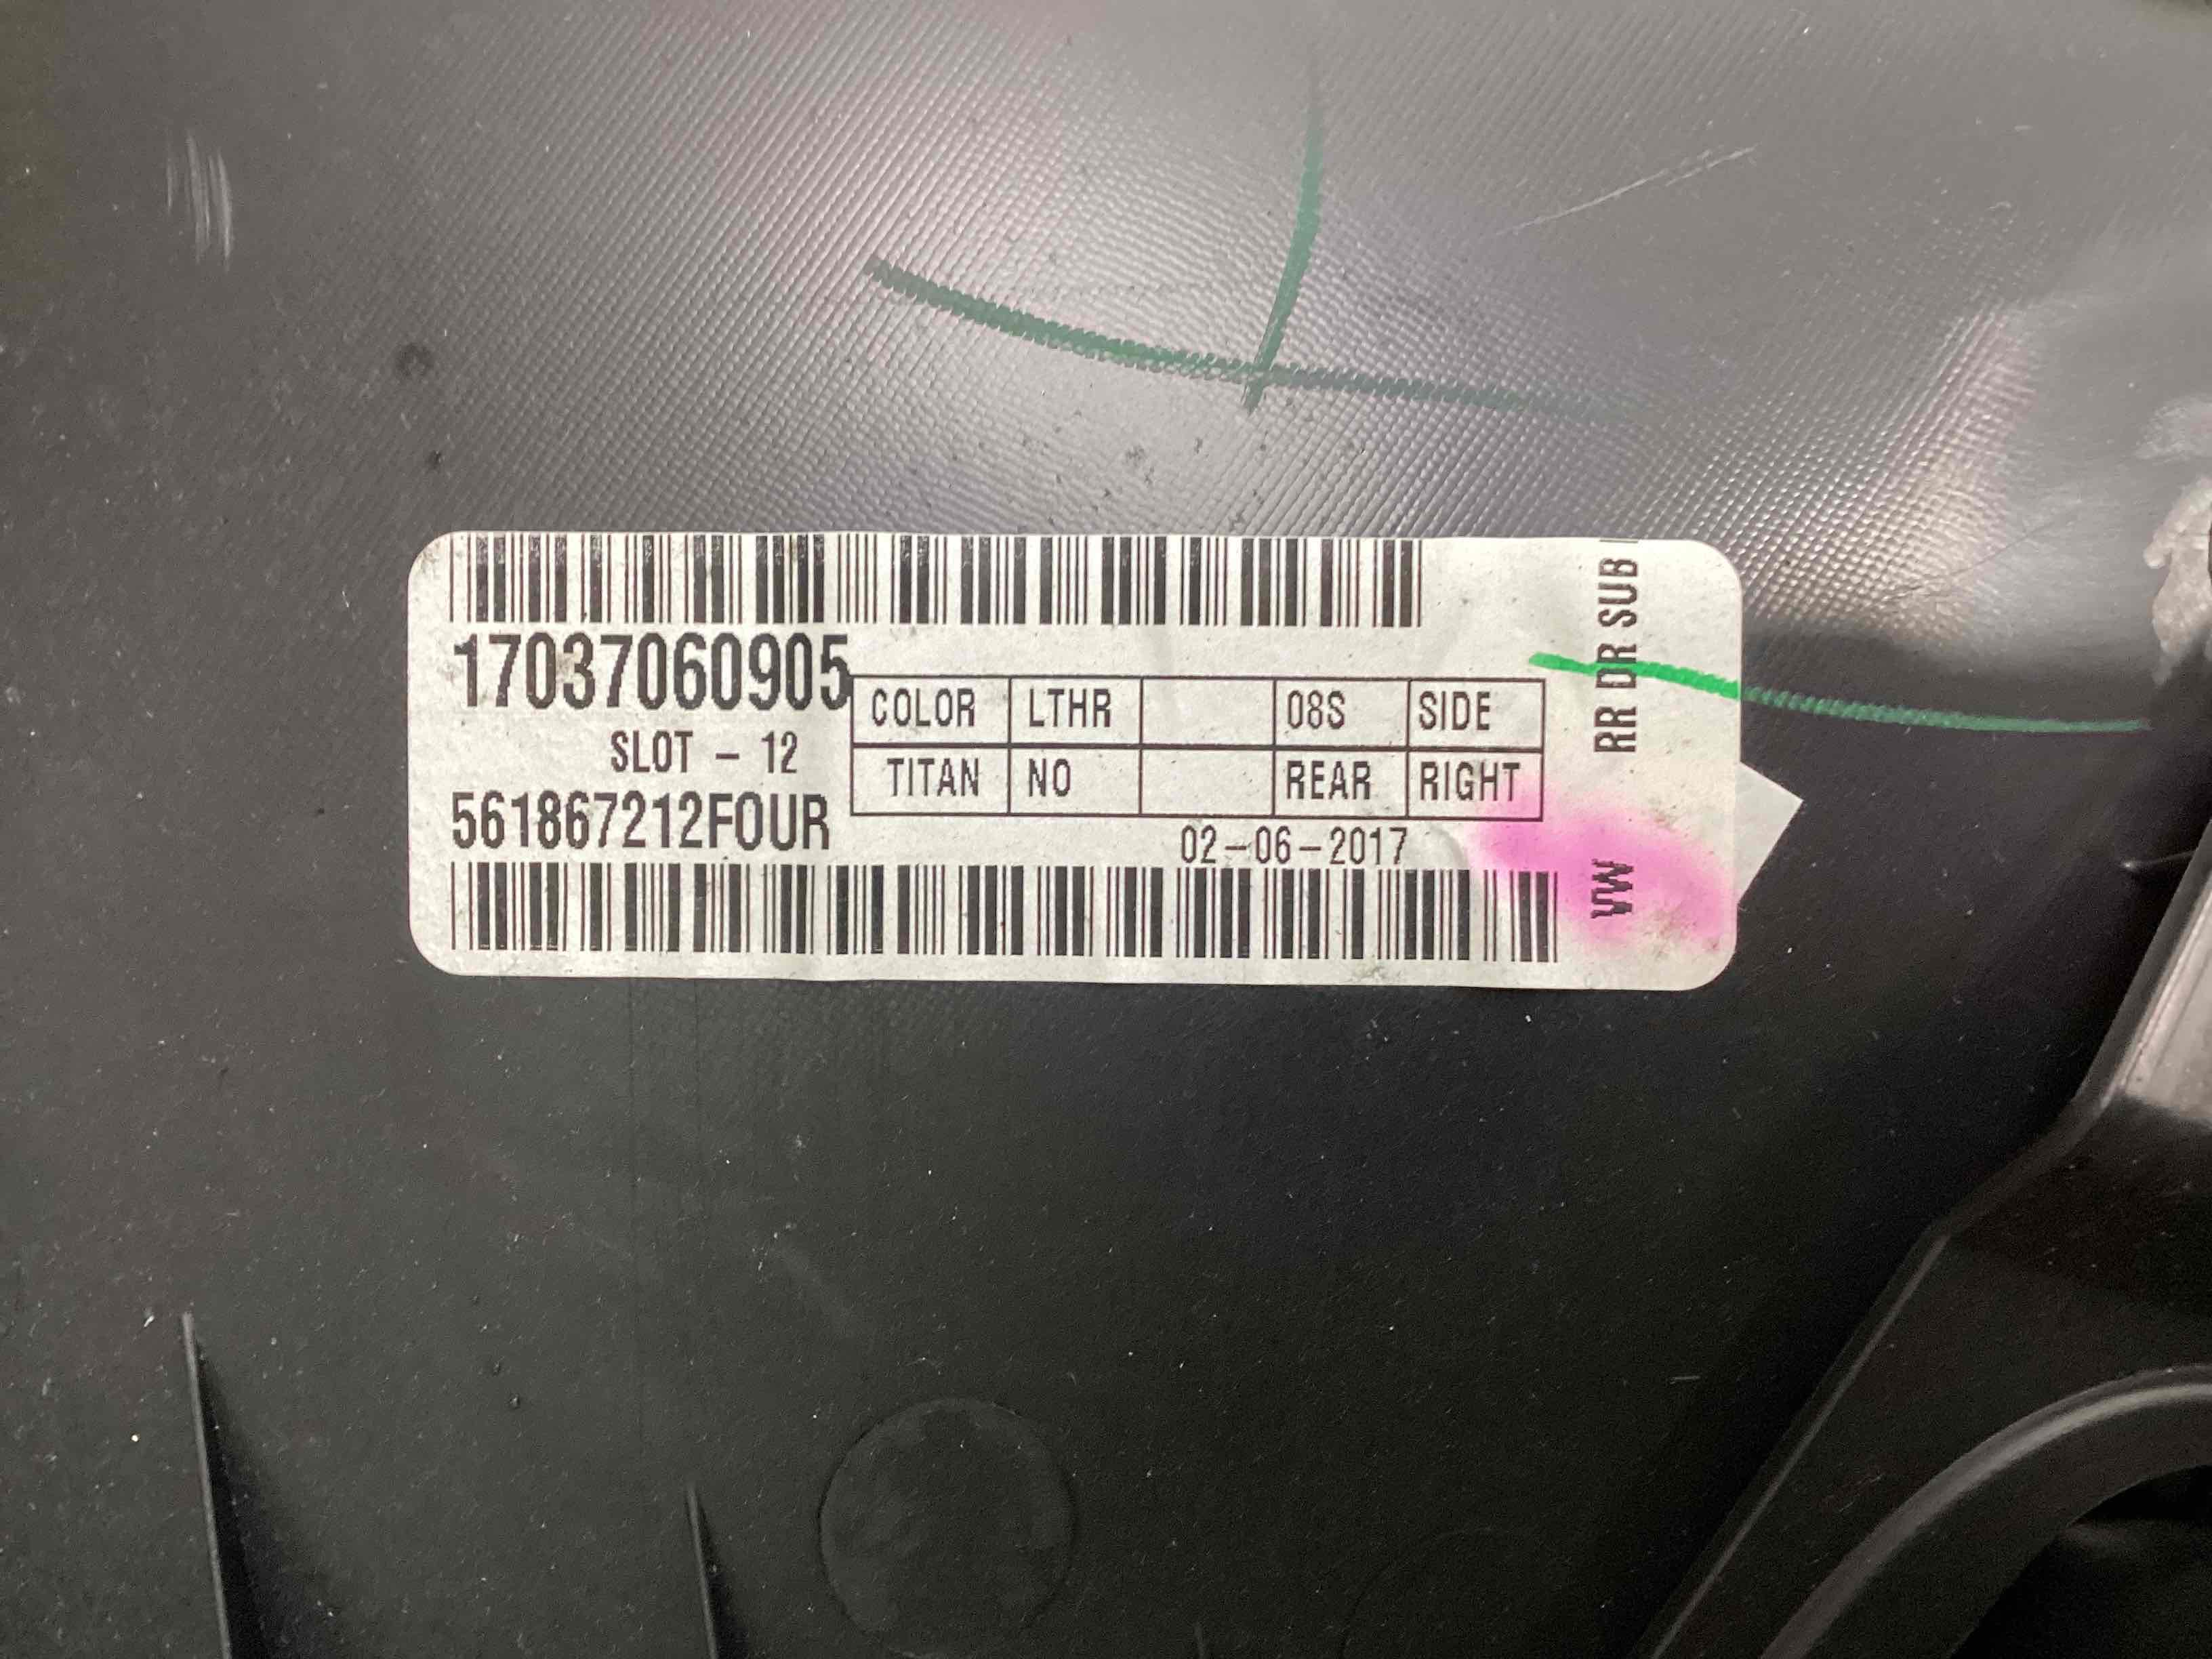 17037060905
SLOT - 12
561867212FOUR
COLOR LTHR 08S SIDE
TITAN NO REAR RIGHT
02-06-2017
VW RR DR SUB